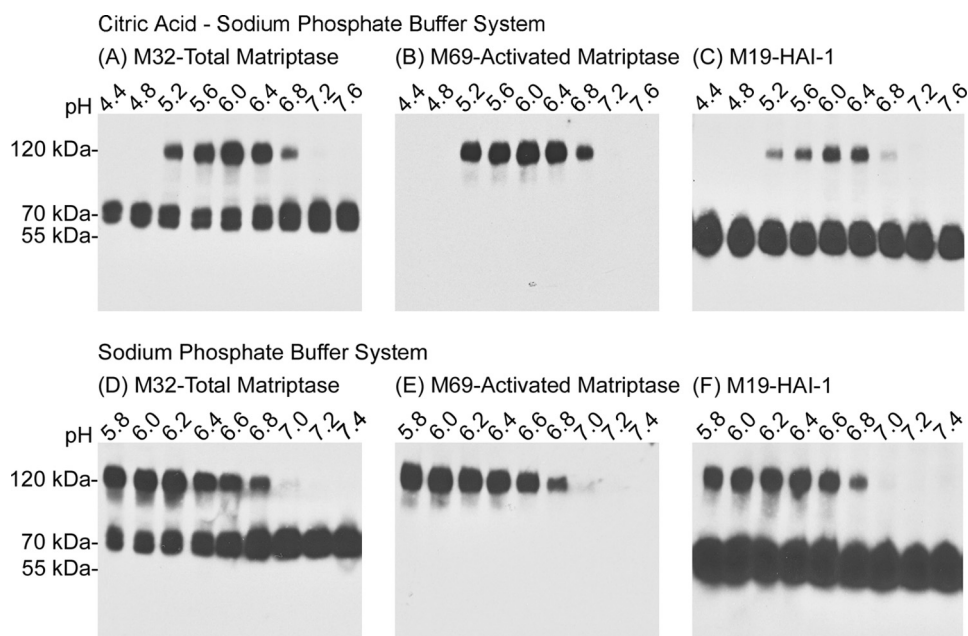 Citric Acid - Sodium Phosphate Buffer System
(A) M32-Total Matriptase (B) M69-Activated Matriptase (C) M19-HAI-1
pH 4.4 4.8 5.2 5.6 6.0 6.4 6.8 7.2 7.6 4.4 4.8 5.2 5.6 6.0 6.4 6.8 7.2 7.6 4.4 4.8 5.2 5.6 6.0 6.4 6.8 7.2 7.6
120 kDa-
70 kDa-
55 kDa-
Sodium Phosphate Buffer System
(D) M32-Total Matriptase (E) M69-Activated Matriptase (F) M19-HAI-1
pH 5.8 6.0 6.2 6.4 6.6 6.8 7.0 7.2 7.4 5.8 6.0 6.2 6.4 6.6 6.8 7.0 7.2 7.4 5.8 6.0 6.2 6.4 6.6 6.8 7.0 7.2 7.4
120 kDa-
70 kDa-
55 kDa-